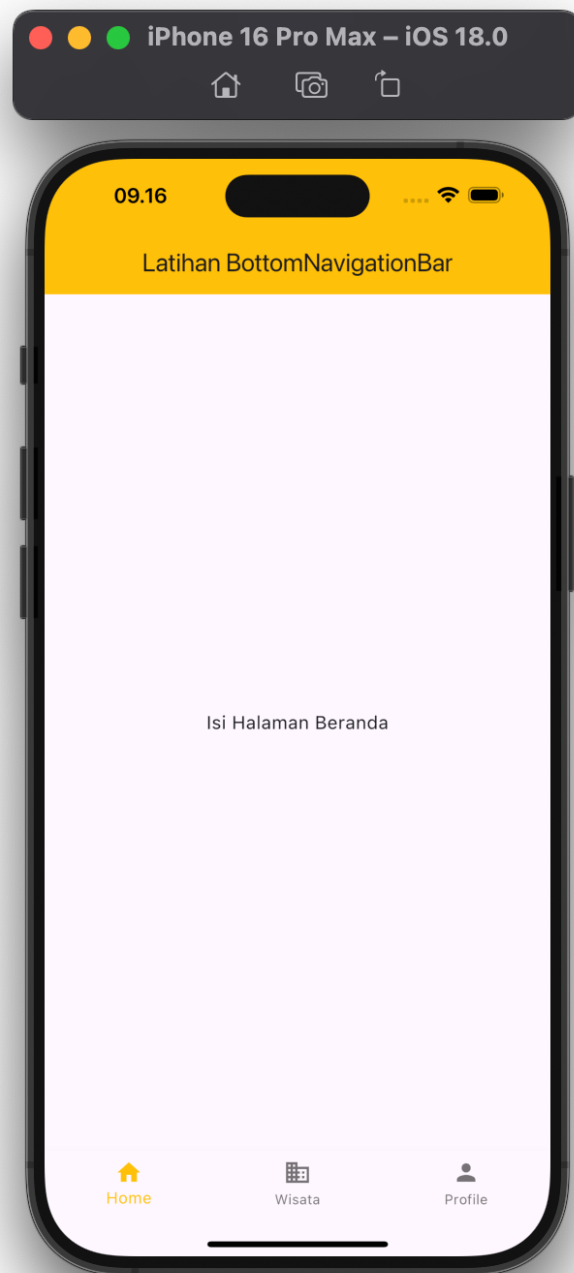 iPhone 16 Pro Max – iOS 18.0
09.16
Latihan BottomNavigationBar
Isi Halaman Beranda
Home
Wisata
Profile